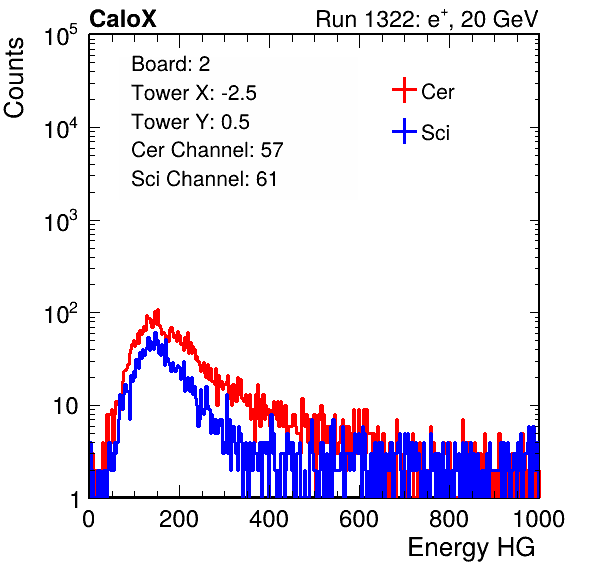 CaloX Run 1322: e⁺, 20 GeV
Counts
Board: 2
Tower X: -2.5
Tower Y: 0.5
Cer Channel: 57
Sci Channel: 61
Cer
Sci
10⁵
10⁴
10³
10²
10
1
0 200 400 600 800 1000
Energy HG